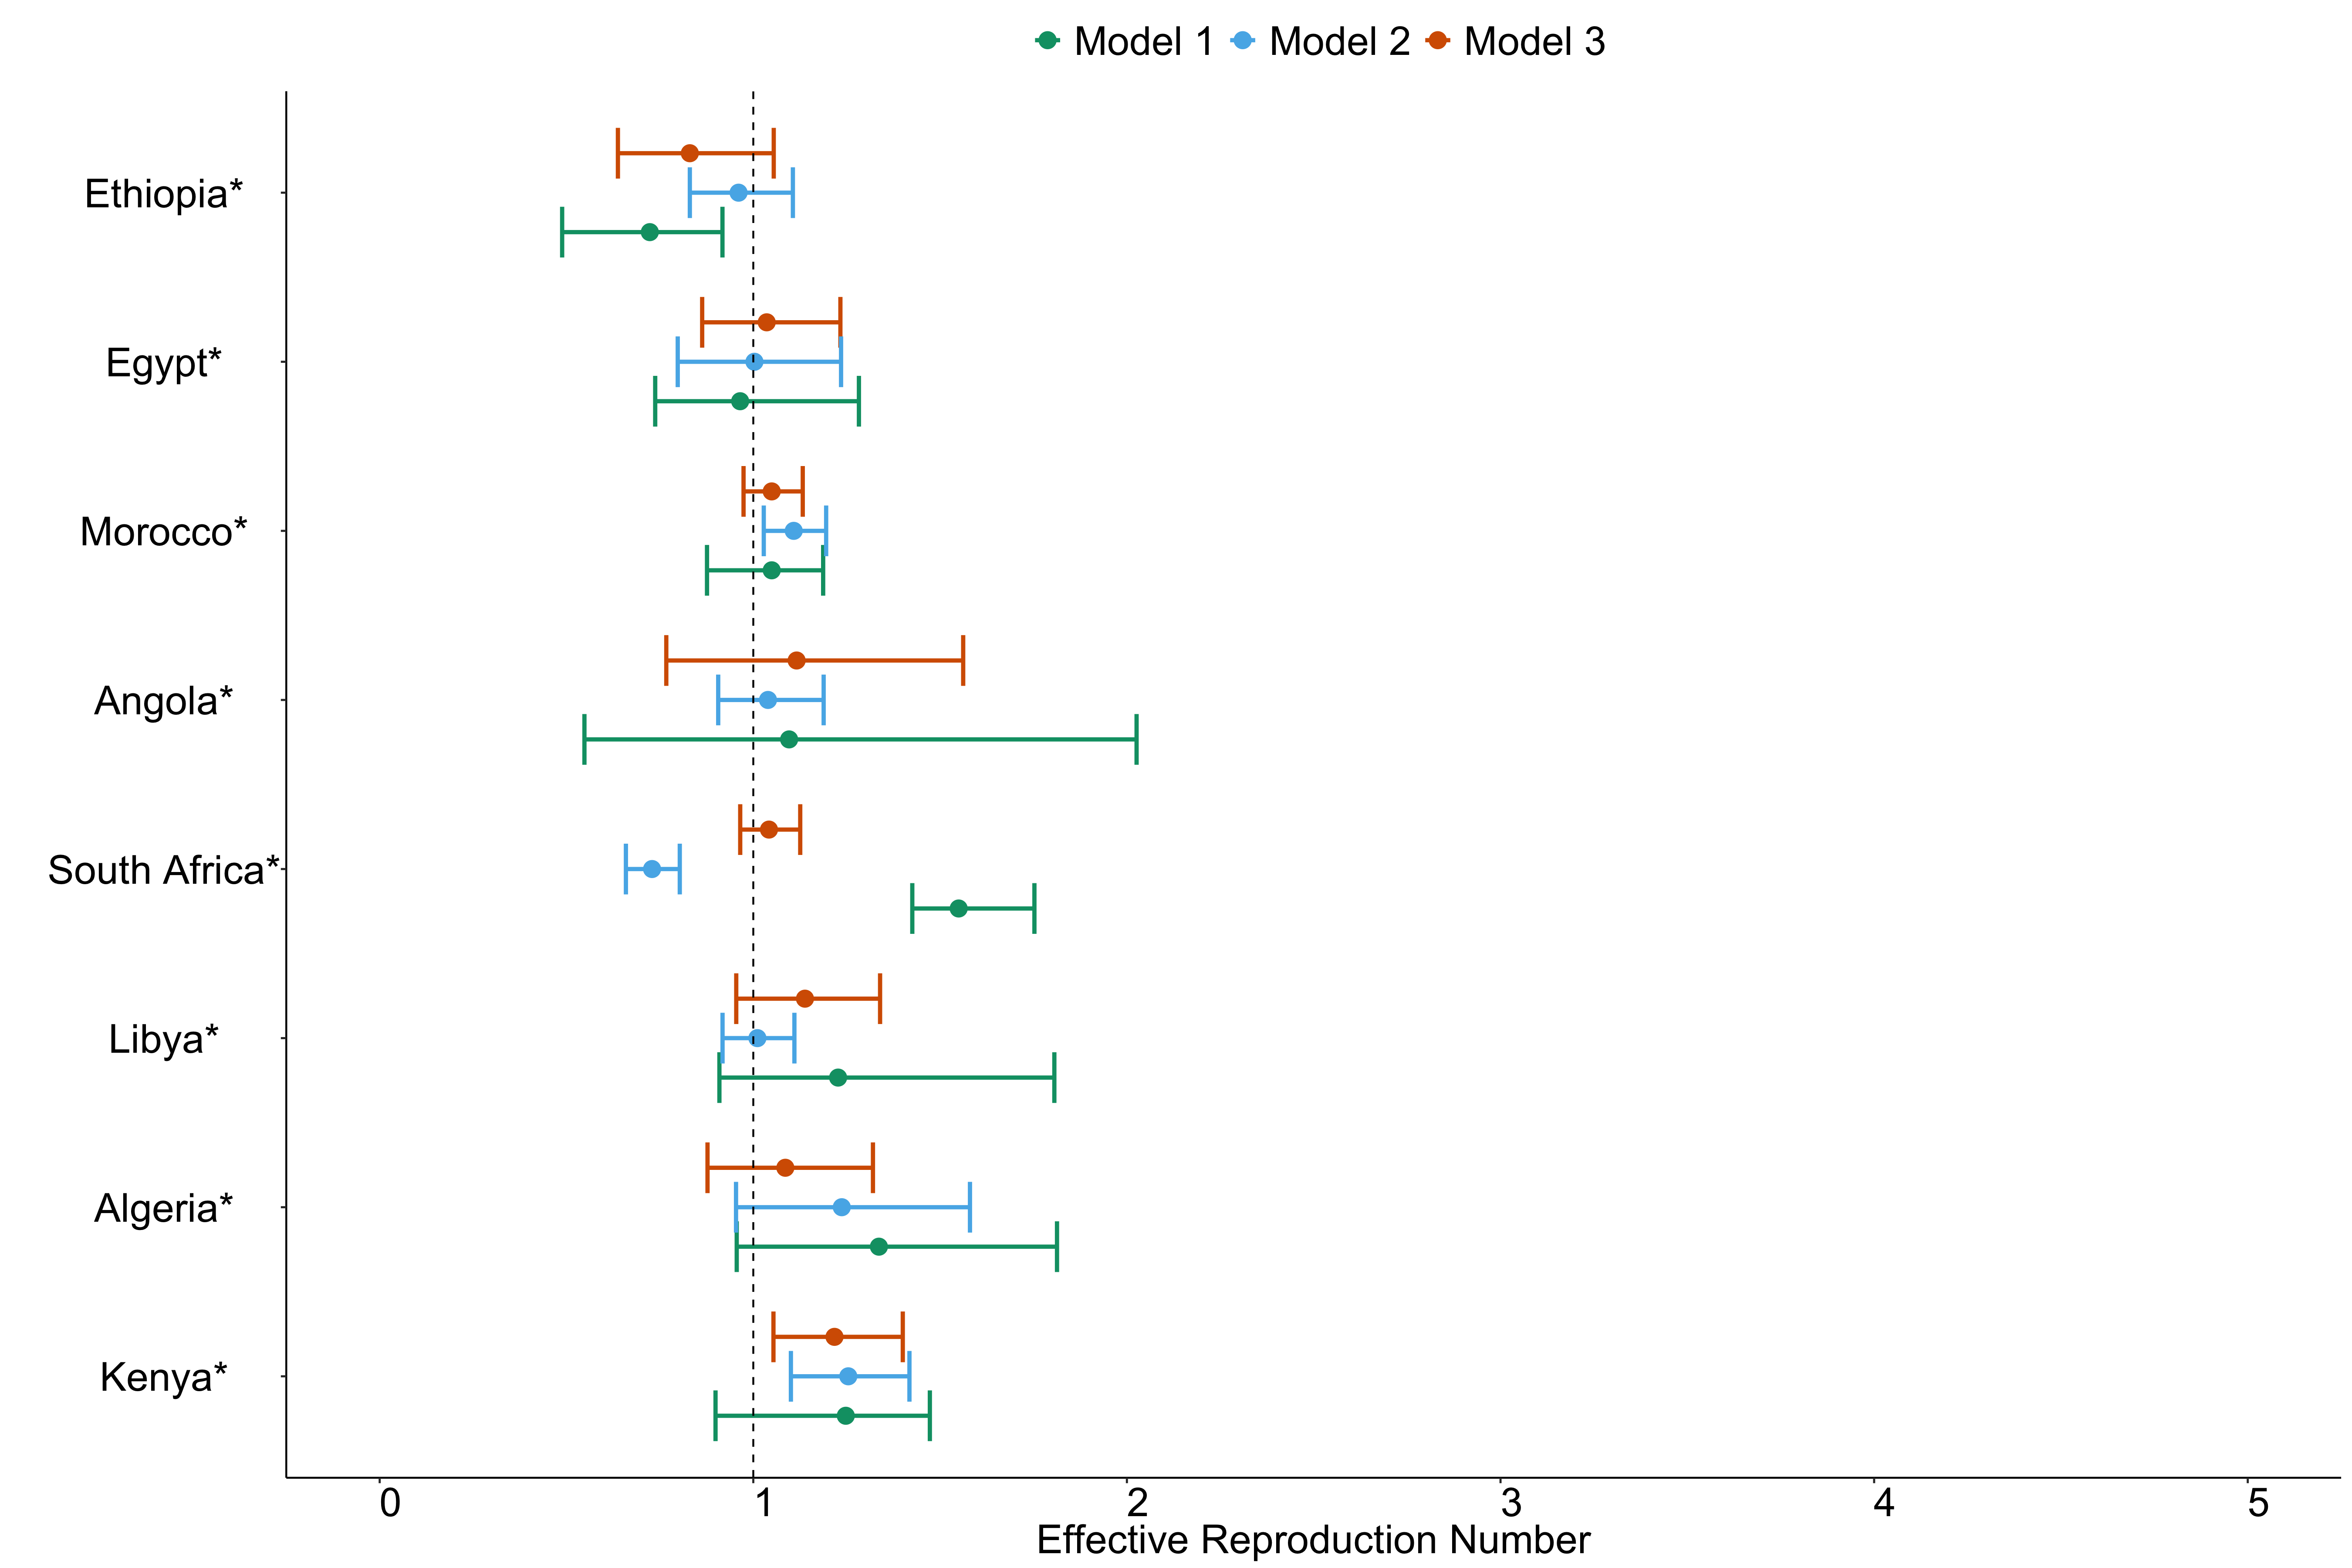 Model 1 Model 2 Model 3
Ethiopia*
Egypt*
Morocco*
Angola*
South Africa*
Libya*
Algeria*
Kenya*
0 1 2 3 4 5
Effective Reproduction Number